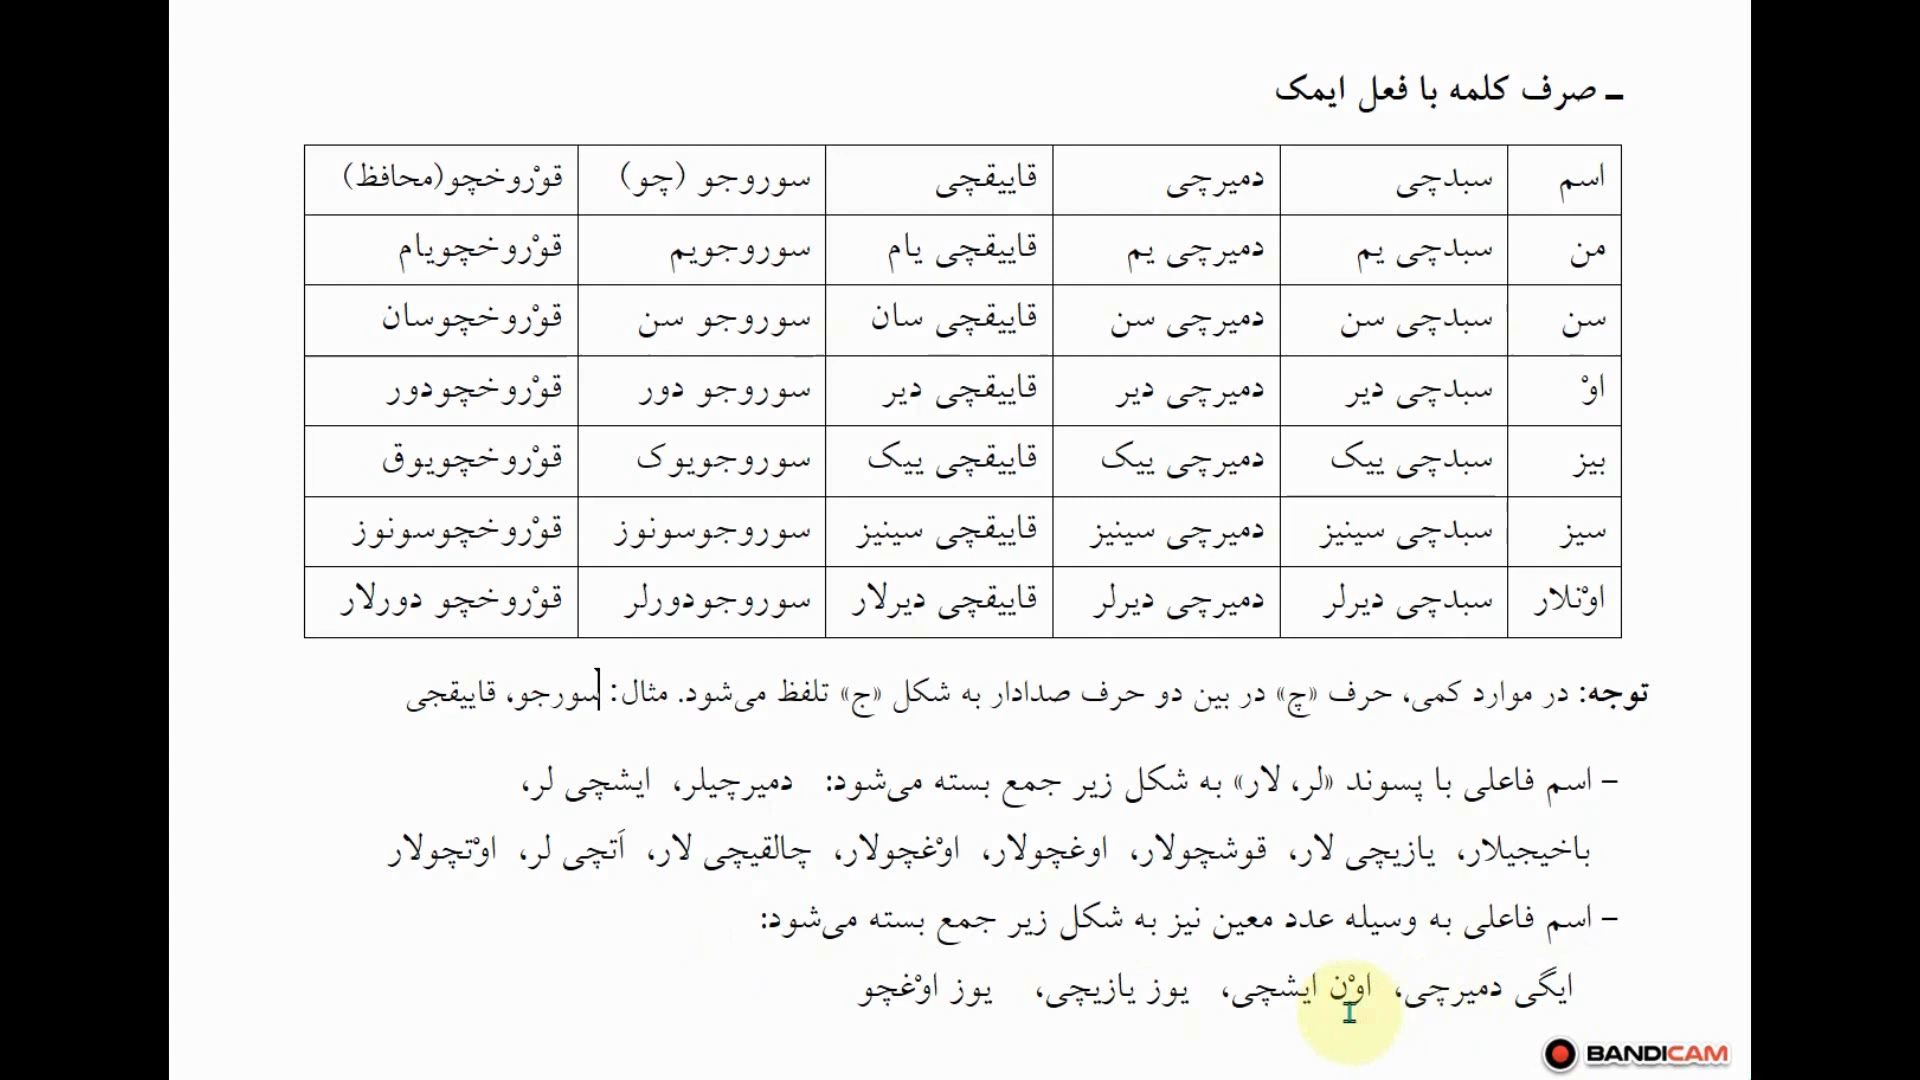 ـ صرف کلمه با فعل ایمک
اسم سبدچی دمیرچی قاییقچی سوروجو (چو) قوْروخچو(محافظ)
من سبدچی یم دمیرچی یم قاییقچی یام سوروجویم قوْروخچویام
سن سبدچی سن دمیرچی سن قاییقچی سان سوروجو سن قوْروخچوسان
اوْ سبدچی دیر دمیرچی دیر قاییقچی دیر سوروجو دور قوْروخچودور
بیز سبدچی ییک دمیرچی ییک قاییقچی ییک سوروجویوک قوْروخچویوق
سیز سبدچی سینیز دمیرچی سینیز قاییقچی سینیز سوروجوسونوز قوْروخچوسونوز
اوْنلار سبدچی دیرلر دمیرچی دیرلر قاییقچی دیرلار سوروجودورلر قوْروخچو دورلار
توجه: در موارد کمی، حرف «چ» در بین دو حرف صدادار به شکل «ج» تلفظ می‌شود. مثال: سورجو، قاییقجی
– اسم فاعلی با پسوند «لر، لار» به شکل زیر جمع بسته می‌شود: دمیرچیلر، ایشچی لر،
باخیجیلار، یازیچی لار، قوشچولار، اوغچولار، اوْغچولار، چالقیچی لار، اَتچی لر، اوْتچولار
– اسم فاعلی به وسیله عدد معین نیز به شکل زیر جمع بسته می‌شود:
ایگی دمیرچی، اوْن ایشچی، یوز یازیچی، یوز اوْغچو
BANDICAM